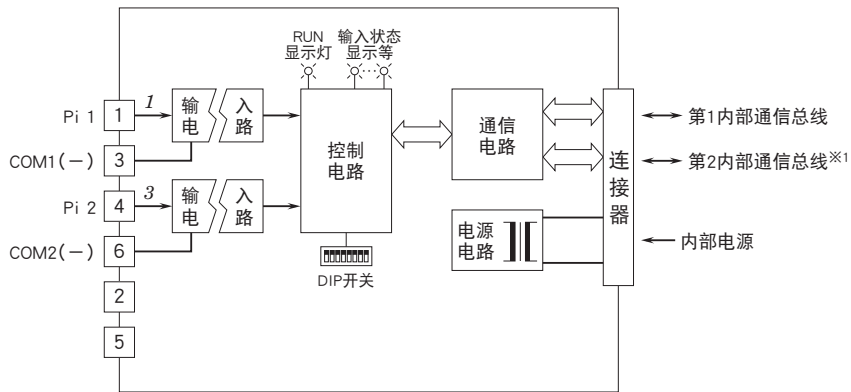 RUN
显示灯
输入状态
显示等
Pi 1
1
1
输入
电路
COM1(－)
3
Pi 2
4
3
输入
电路
COM2(－)
6
2
5
控制
电路
DIP开关
通信
电路
电源
电路
连接器
第1内部通信总线
第2内部通信总线※1
内部电源